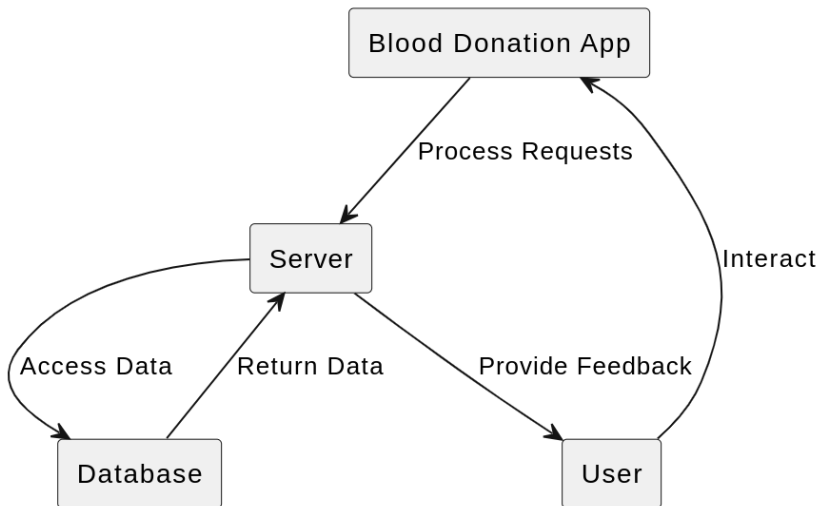 Blood Donation App
Process Requests
Server
Interact
Access Data
Return Data
Provide Feedback
Database
User